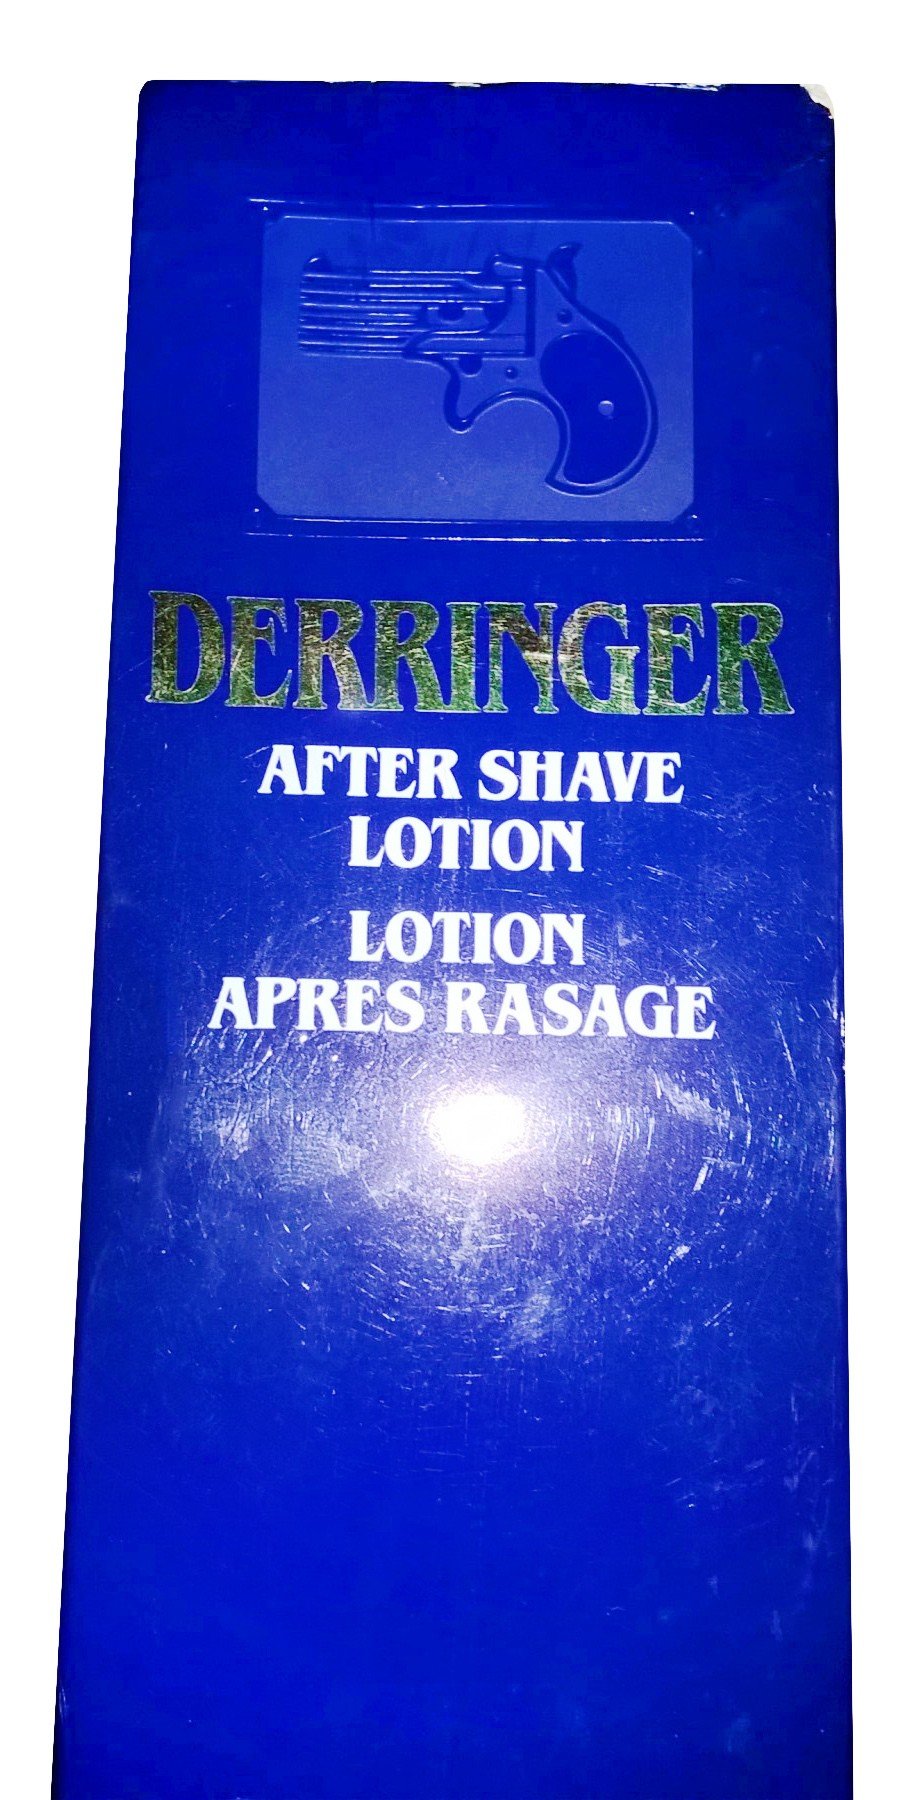 DERRINGER
AFTER SHAVE
LOTION
LOTION
APRES RASAGE